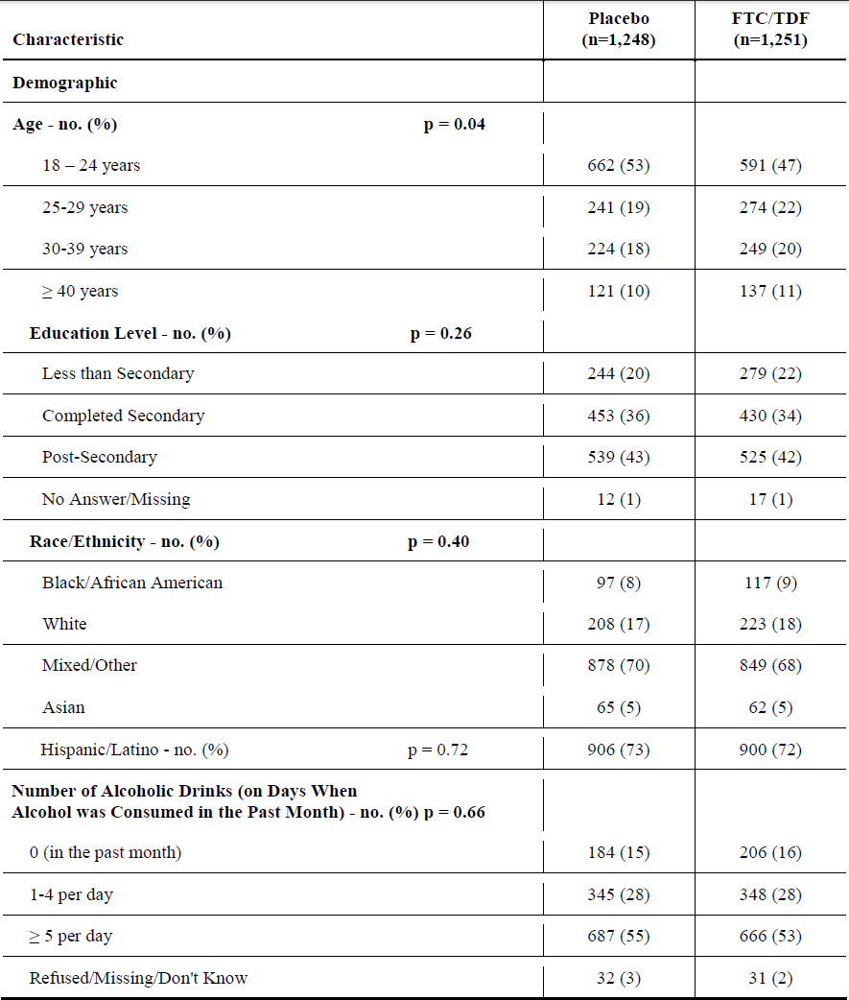 Characteristic Placebo (n=1,248) FTC/TDF (n=1,251)
Demographic
Age - no. (%) p = 0.04
18 – 24 years 662 (53) 591 (47)
25-29 years 241 (19) 274 (22)
30-39 years 224 (18) 249 (20)
≥ 40 years 121 (10) 137 (11)
Education Level - no. (%) p = 0.26
Less than Secondary 244 (20) 279 (22)
Completed Secondary 453 (36) 430 (34)
Post-Secondary 539 (43) 525 (42)
No Answer/Missing 12 (1) 17 (1)
Race/Ethnicity - no. (%) p = 0.40
Black/African American 97 (8) 117 (9)
White 208 (17) 223 (18)
Mixed/Other 878 (70) 849 (68)
Asian 65 (5) 62 (5)
Hispanic/Latino - no. (%) p = 0.72 906 (73) 900 (72)
Number of Alcoholic Drinks (on Days When
Alcohol was Consumed in the Past Month) - no. (%) p = 0.66
0 (in the past month) 184 (15) 206 (16)
1-4 per day 345 (28) 348 (28)
≥ 5 per day 687 (55) 666 (53)
Refused/Missing/Don't Know 32 (3) 31 (2)